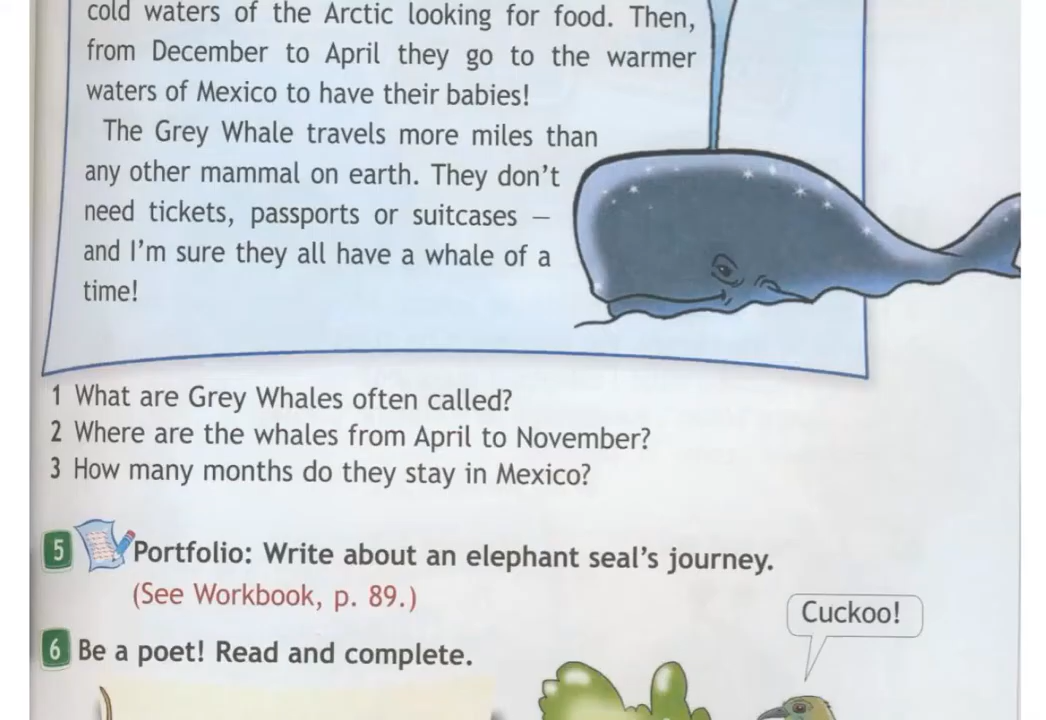 cold waters of the Arctic looking for food. Then,
from December to April they go to the warmer
waters of Mexico to have their babies!
The Grey Whale travels more miles than
any other mammal on earth. They don't
need tickets, passports or suitcases –
and I'm sure they all have a whale of a
time!
1 What are Grey Whales often called?
2 Where are the whales from April to November?
3 How many months do they stay in Mexico?
5 Portfolio: Write about an elephant seal's journey.
(See Workbook, p. 89.)
Cuckoo!
6 Be a poet! Read and complete.